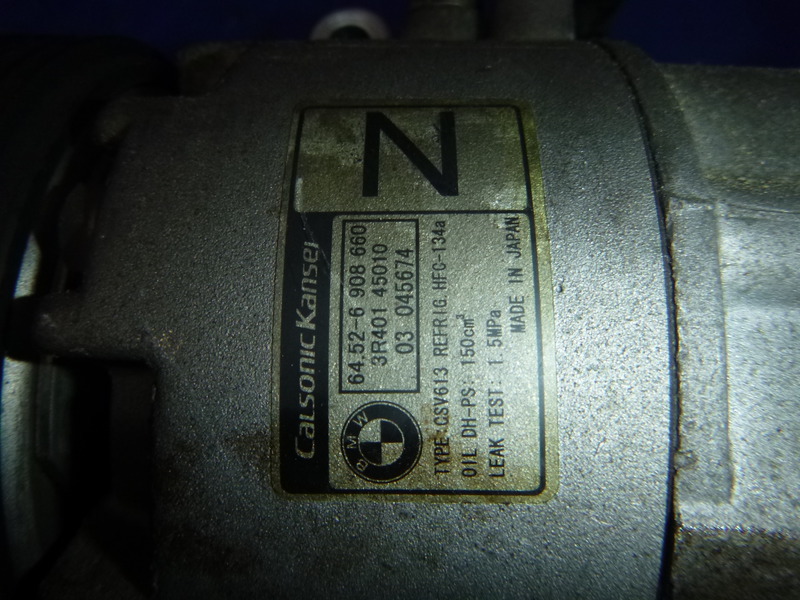 N
Calsonic Kansei
64.52-6 908 660
3R401 45010
03 045674
BMW
TYPE:CSV613 REFRIG.HFC-134a
OIL:DH-PS: 150cm³
LEAK TEST. 1.5MPa
MADE IN JAPAN